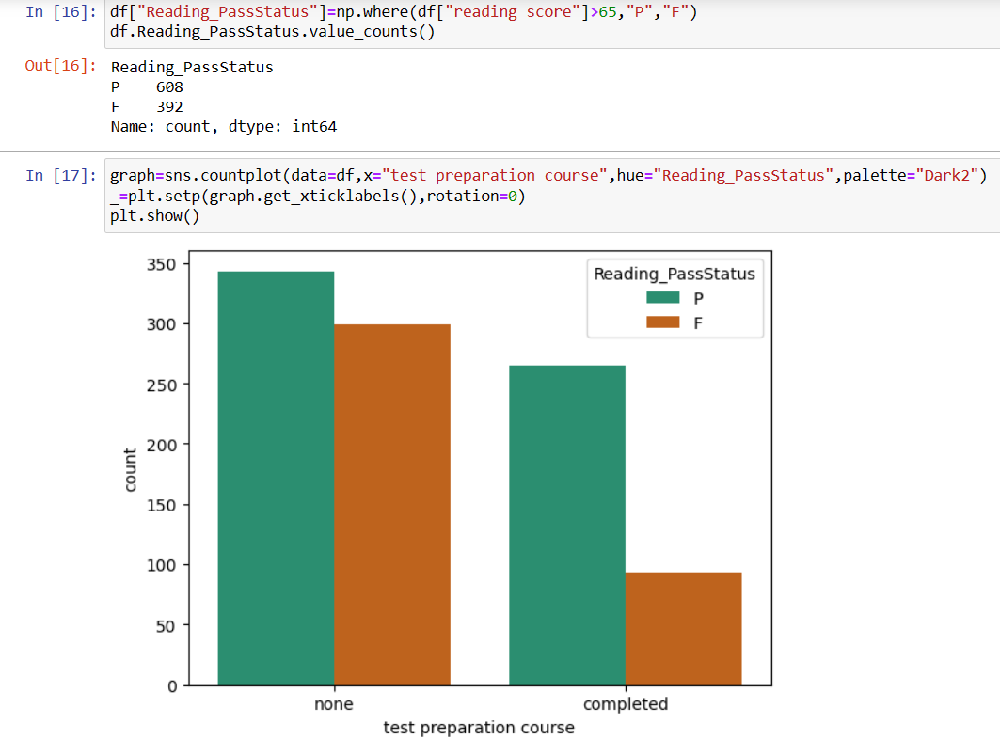 In [16]: df["Reading_PassStatus"]=np.where(df["reading score"]>65,"P","F")
df.Reading_PassStatus.value_counts()
Out[16]: Reading_PassStatus
P    608
F    392
Name: count, dtype: int64
In [17]: graph=sns.countplot(data=df,x="test preparation course",hue="Reading_PassStatus",palette="Dark2")
_=plt.setp(graph.get_xticklabels(),rotation=0)
plt.show()
Reading_PassStatus
P
F
350
300
250
200
150
100
50
0
count
none
completed
test preparation course